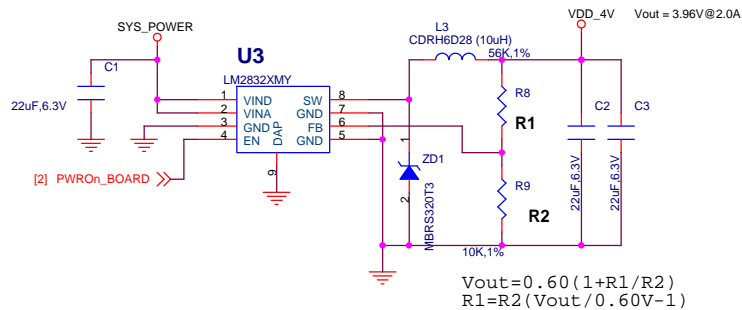 VDD_4V
Vout = 3.96V@2.0A
SYS_POWER
L3
CDRH6D28 (10uH)
56K,1%
U3
C1
LM2832XMY
22uF,6.3V
1
2
3
4
VIND
VINA
GND
EN
DAP
9
SW
GND
FB
GND
8
7
6
5
R8
R1
C2
C3
1
ZD1
2
MBRS320T3
R9
R2
22uF,6.3V
22uF,6.3V
[2] PWROn_BOARD
10K,1%
Vout=0.60(1+R1/R2)
R1=R2(Vout/0.60V-1)